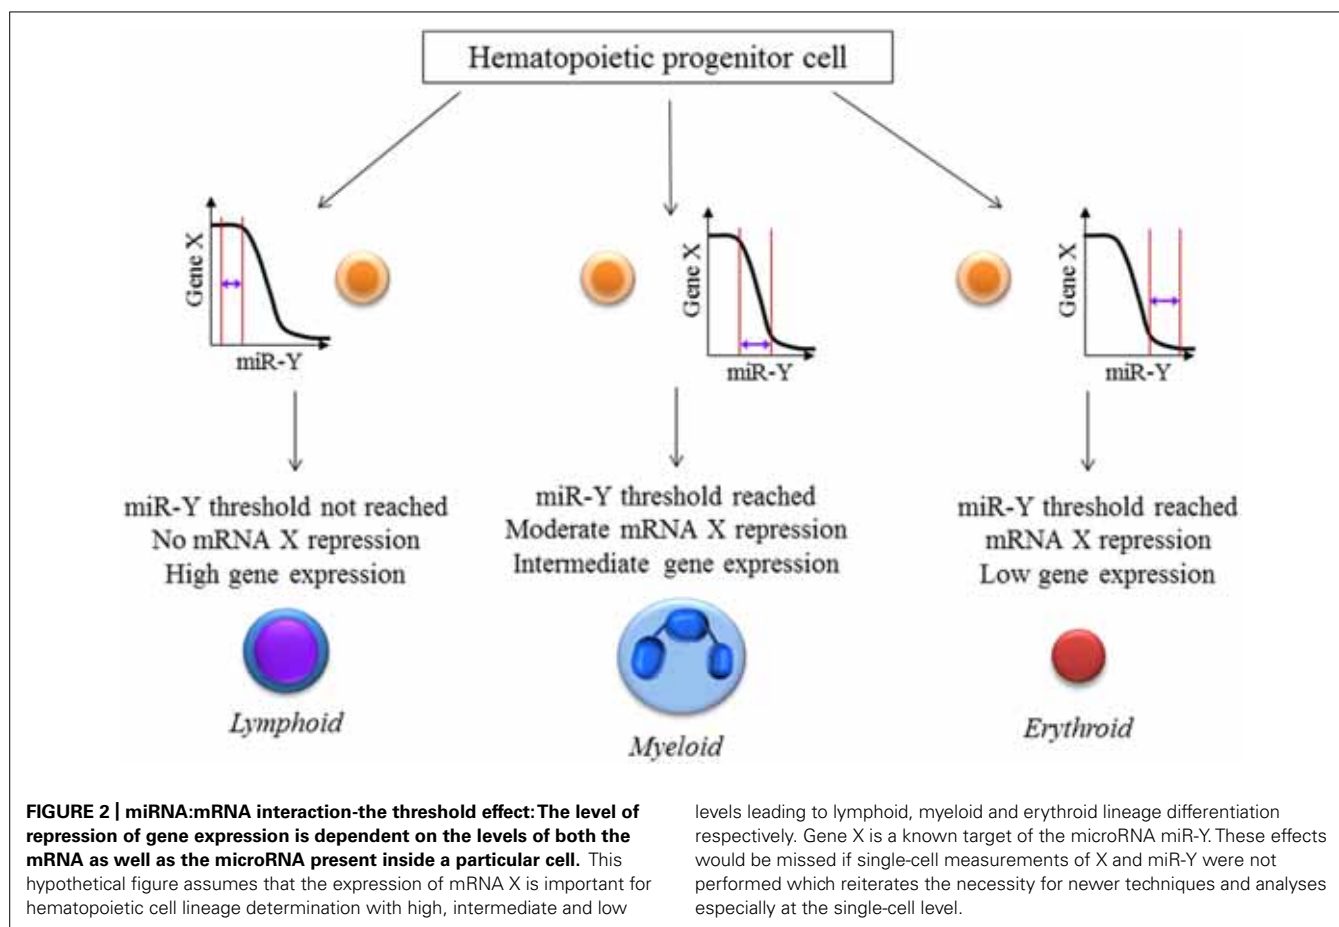 Hematopoietic progenitor cell
Gene X
miR-Y
Gene X
miR-Y
Gene X
miR-Y
miR-Y threshold not reached
No mRNA X repression
High gene expression
miR-Y threshold reached
Moderate mRNA X repression
Intermediate gene expression
miR-Y threshold reached
mRNA X repression
Low gene expression
Lymphoid
Myeloid
Erythroid
FIGURE 2 | miRNA:mRNA interaction-the threshold effect: The level of
repression of gene expression is dependent on the levels of both the
mRNA as well as the microRNA present inside a particular cell. This
hypothetical figure assumes that the expression of mRNA X is important for
hematopoietic cell lineage determination with high, intermediate and low
levels leading to lymphoid, myeloid and erythroid lineage differentiation
respectively. Gene X is a known target of the microRNA miR-Y. These effects
would be missed if single-cell measurements of X and miR-Y were not
performed which reiterates the necessity for newer techniques and analyses
especially at the single-cell level.